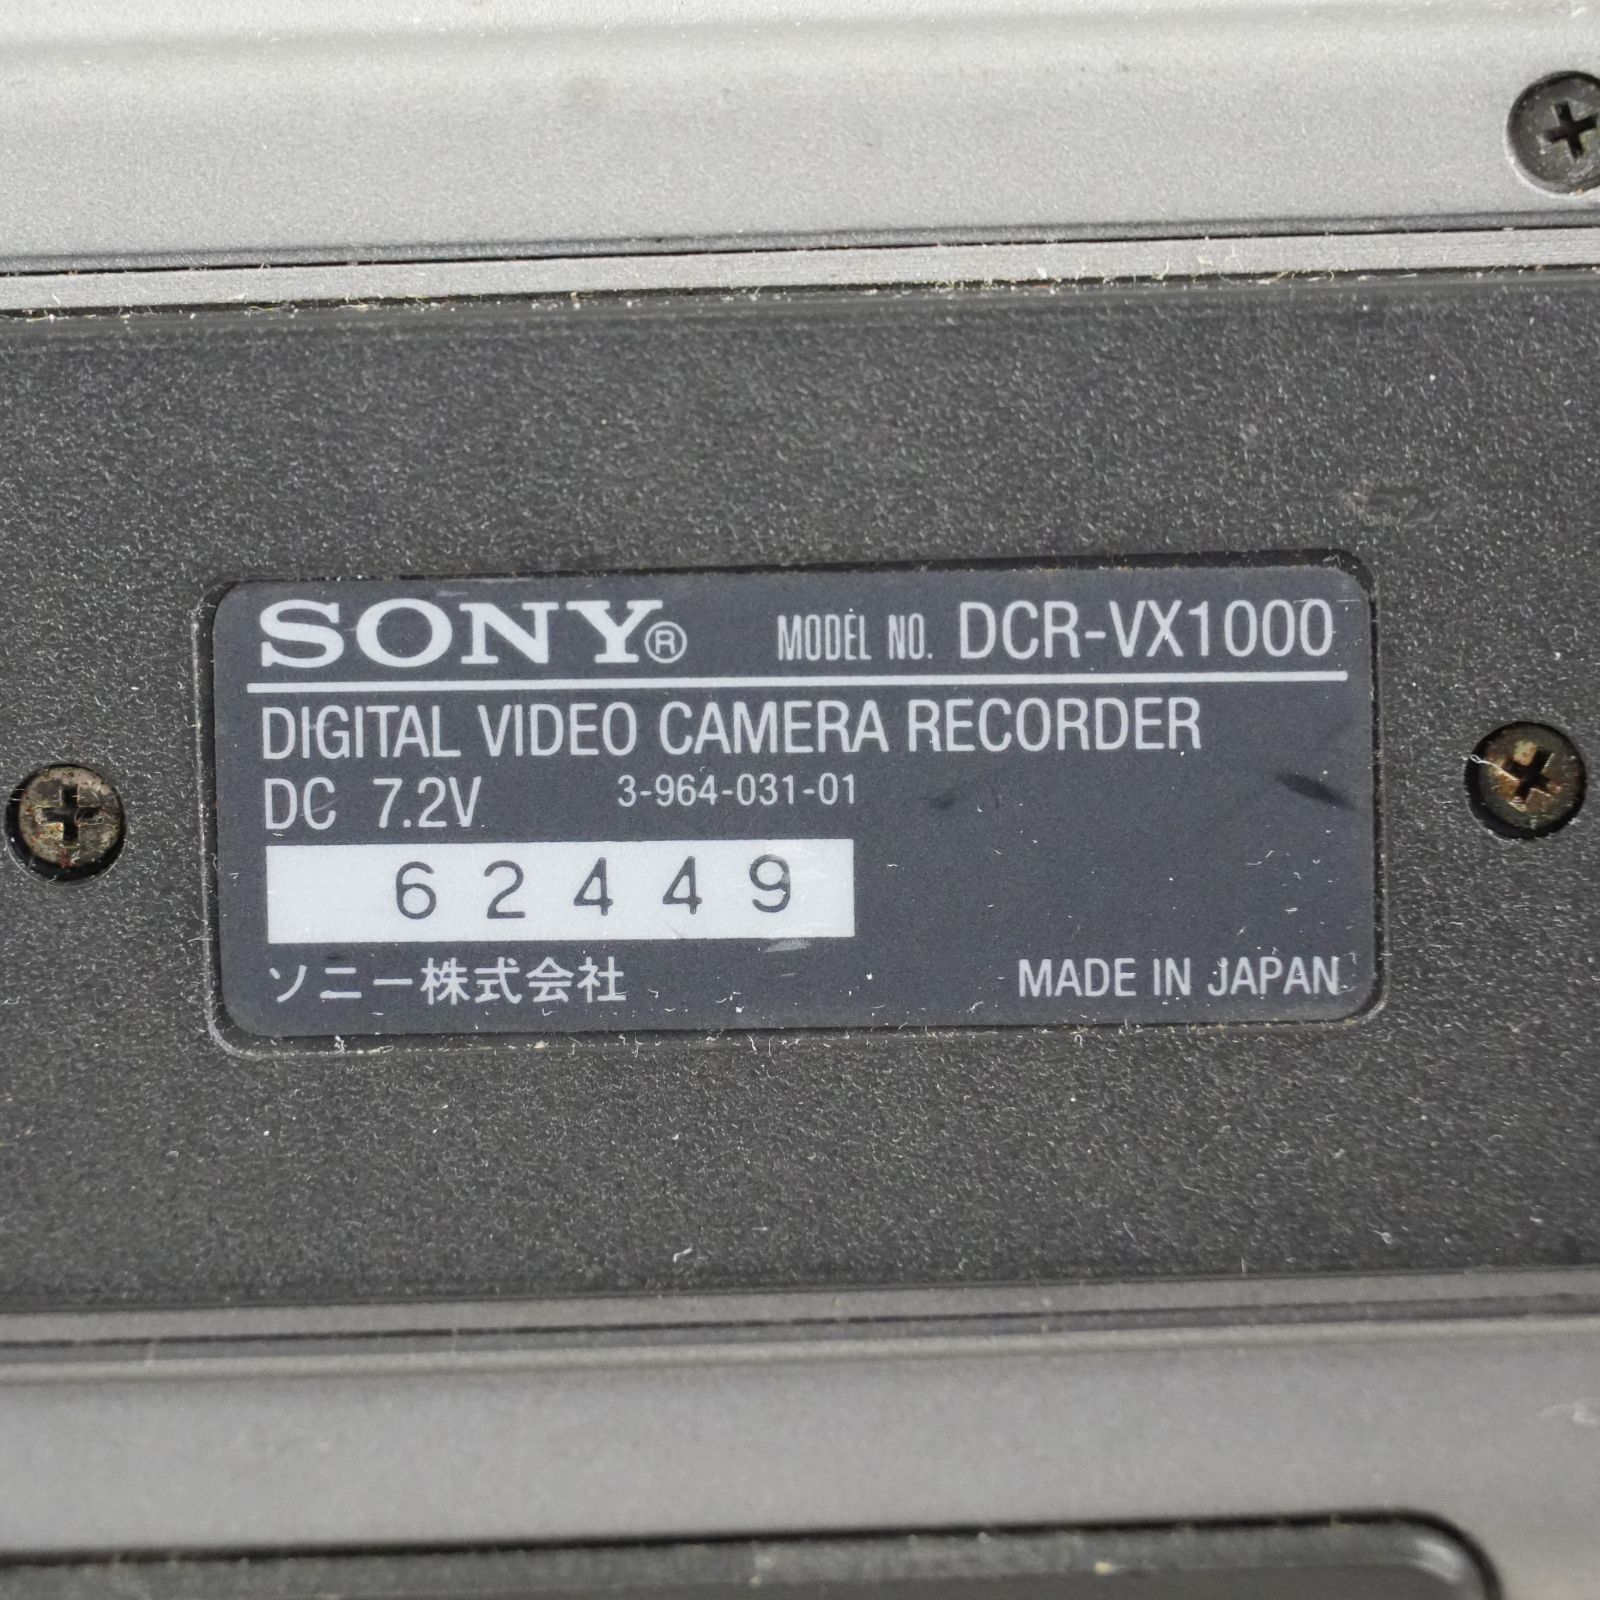 SONY® MODEL NO. DCR-VX1000
DIGITAL VIDEO CAMERA RECORDER
DC 7.2V 3-964-031-01
62449
ソニー株式会社 MADE IN JAPAN